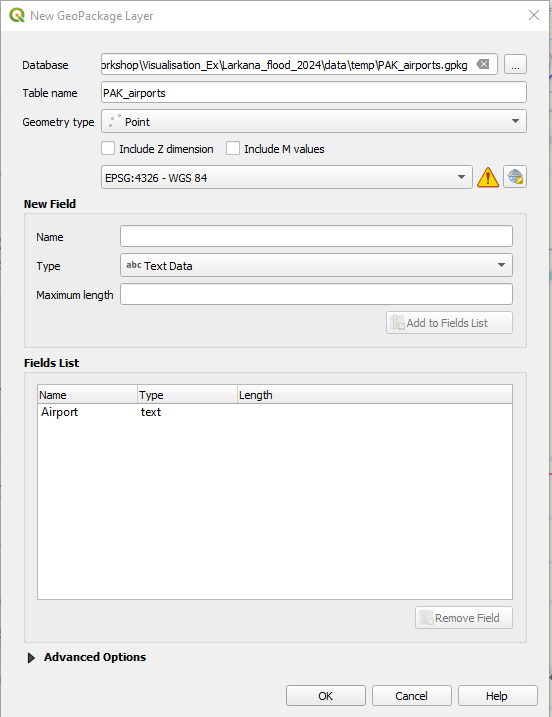 New GeoPackage Layer
Database orkshop\Visualisation_Ex\Larkana_flood_2024\data\temp\PAK_airports.gpkg ...
Table name PAK_airports
Geometry type Point
Include Z dimension Include M values
EPSG:4326 - WGS 84
New Field
Name
Type abc Text Data
Maximum length
Add to Fields List
Fields List
Name Type Length
Airport text
Remove Field
Advanced Options
OK Cancel Help